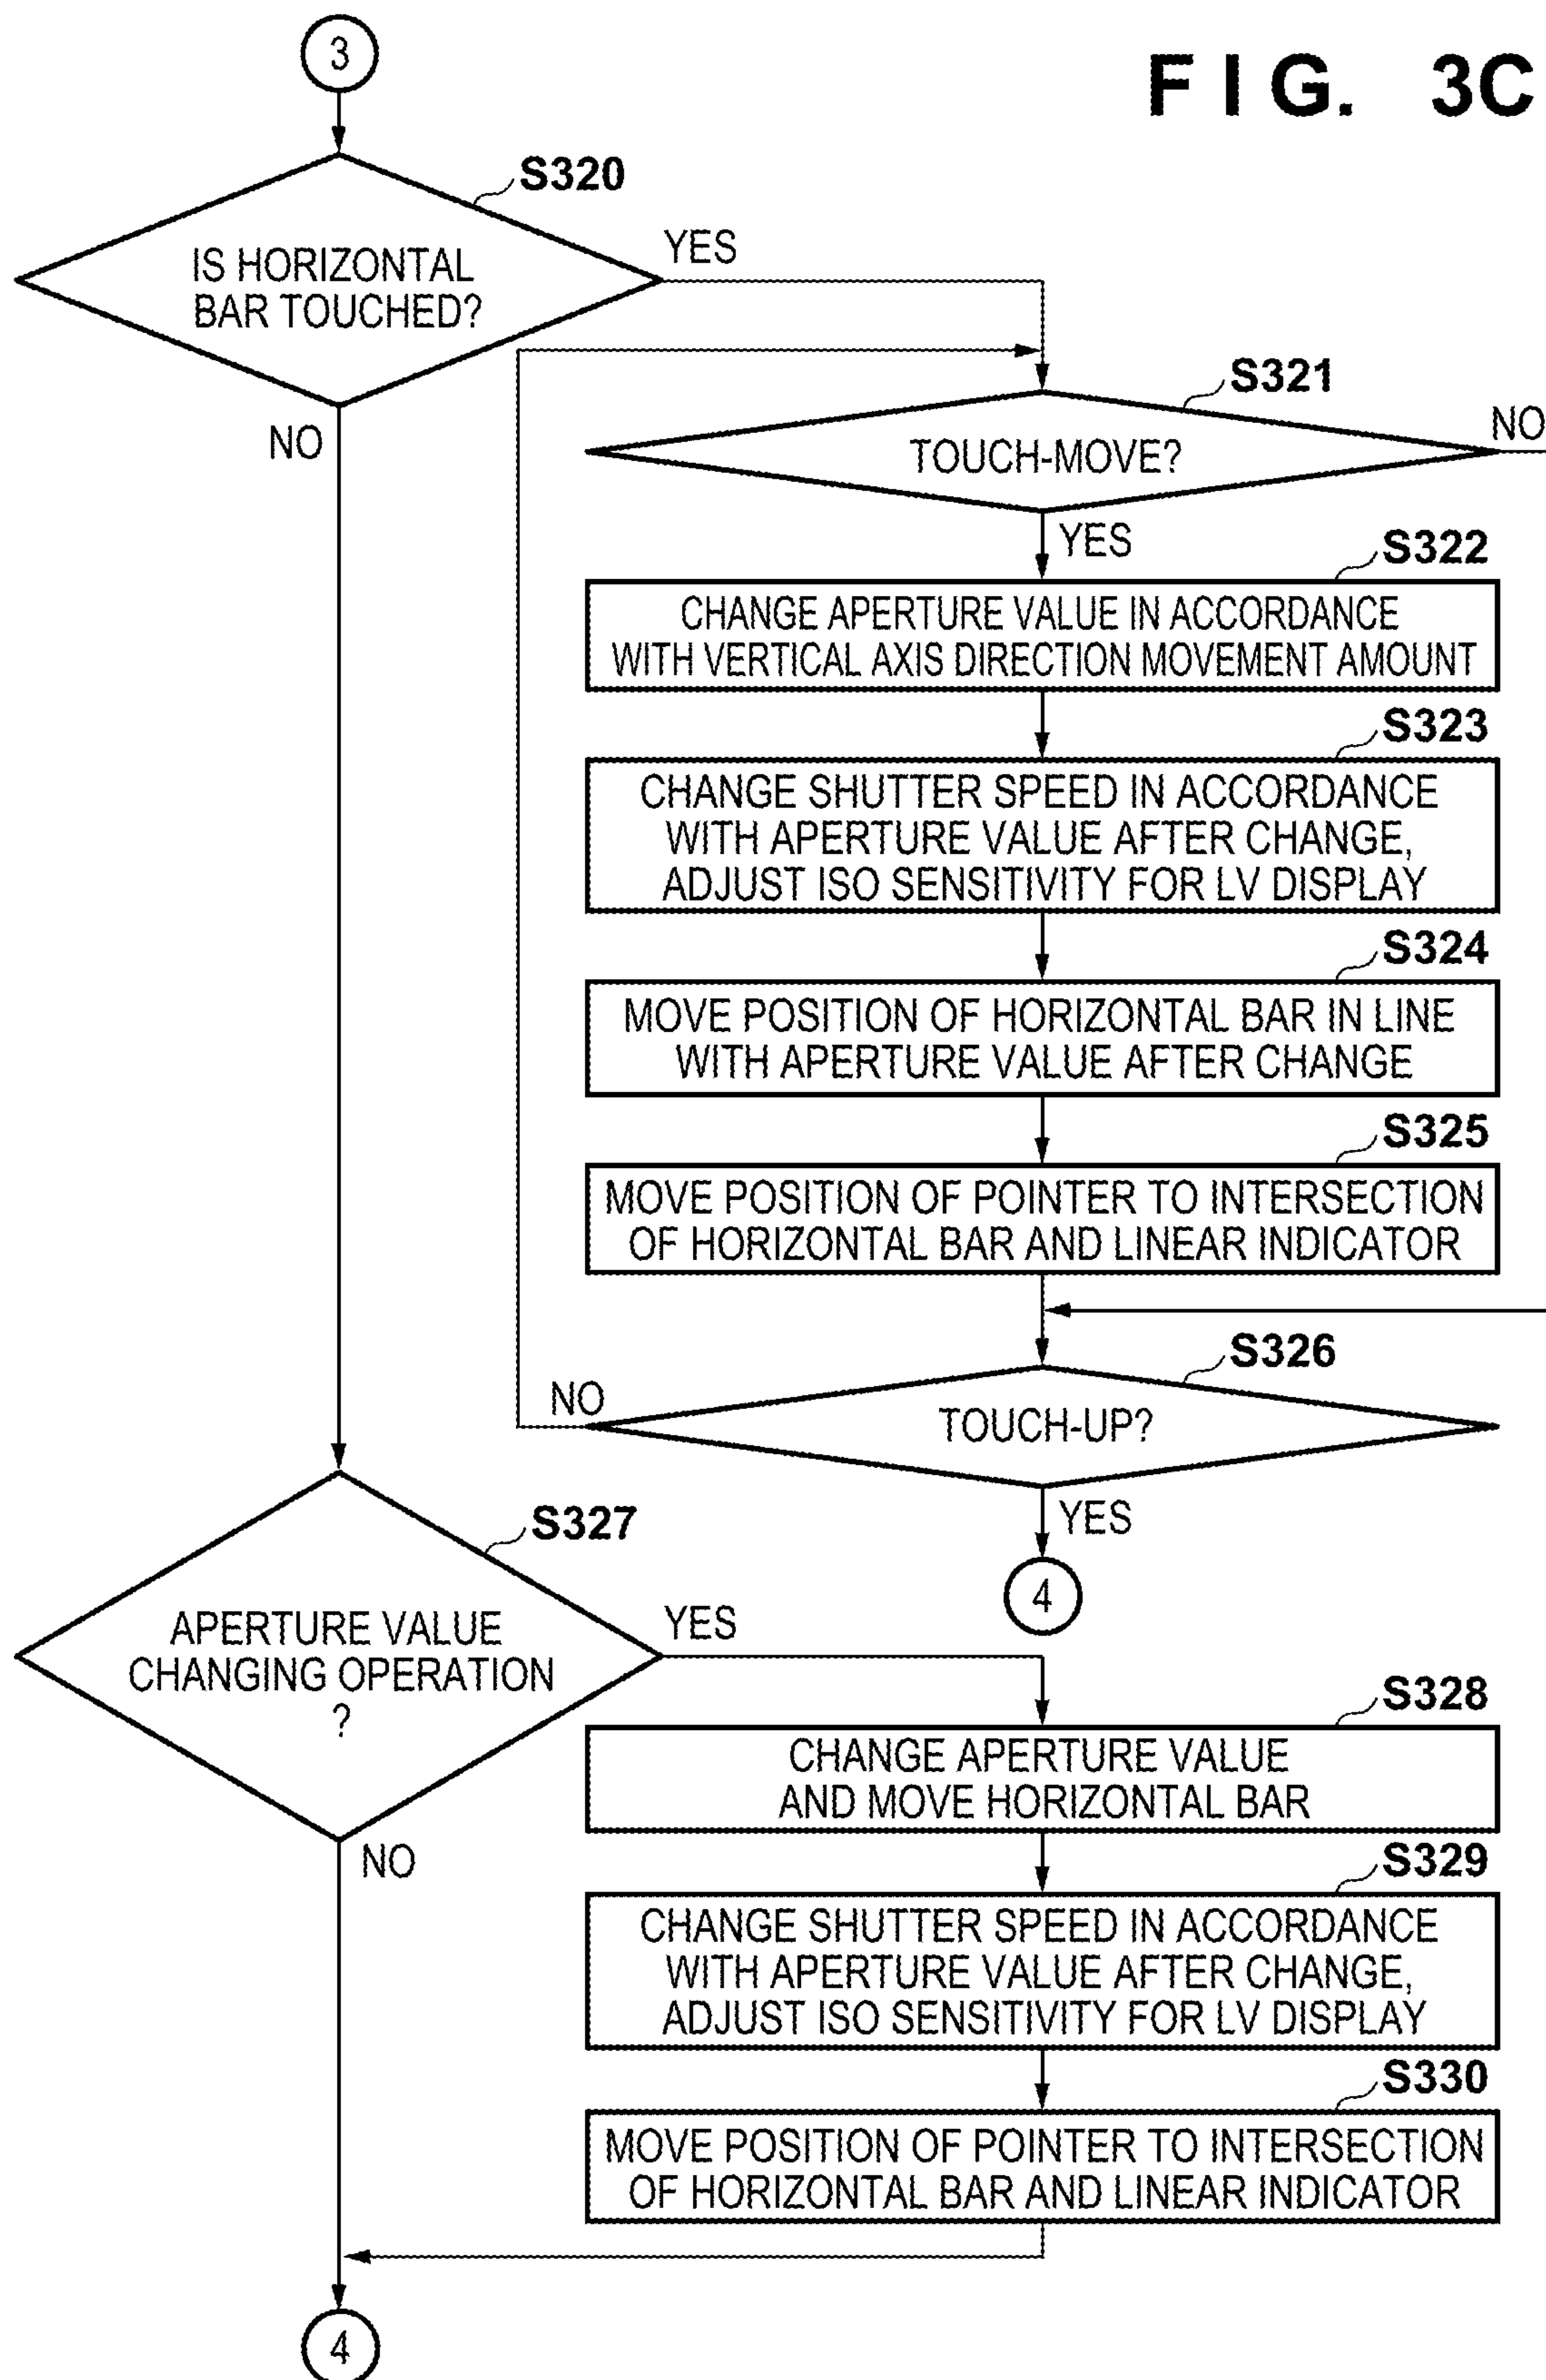 3
FIG. 3C
S320
IS HORIZONTAL
BAR TOUCHED?
YES
NO
S321
TOUCH-MOVE?
NO
YES
S322
CHANGE APERTURE VALUE IN ACCORDANCE
WITH VERTICAL AXIS DIRECTION MOVEMENT AMOUNT
S323
CHANGE SHUTTER SPEED IN ACCORDANCE
WITH APERTURE VALUE AFTER CHANGE,
ADJUST ISO SENSITIVITY FOR LV DISPLAY
S324
MOVE POSITION OF HORIZONTAL BAR IN LINE
WITH APERTURE VALUE AFTER CHANGE
S325
MOVE POSITION OF POINTER TO INTERSECTION
OF HORIZONTAL BAR AND LINEAR INDICATOR
S326
TOUCH-UP?
NO
YES
4
S327
APERTURE VALUE
CHANGING OPERATION
?
YES
NO
S328
CHANGE APERTURE VALUE
AND MOVE HORIZONTAL BAR
S329
CHANGE SHUTTER SPEED IN ACCORDANCE
WITH APERTURE VALUE AFTER CHANGE,
ADJUST ISO SENSITIVITY FOR LV DISPLAY
S330
MOVE POSITION OF POINTER TO INTERSECTION
OF HORIZONTAL BAR AND LINEAR INDICATOR
4